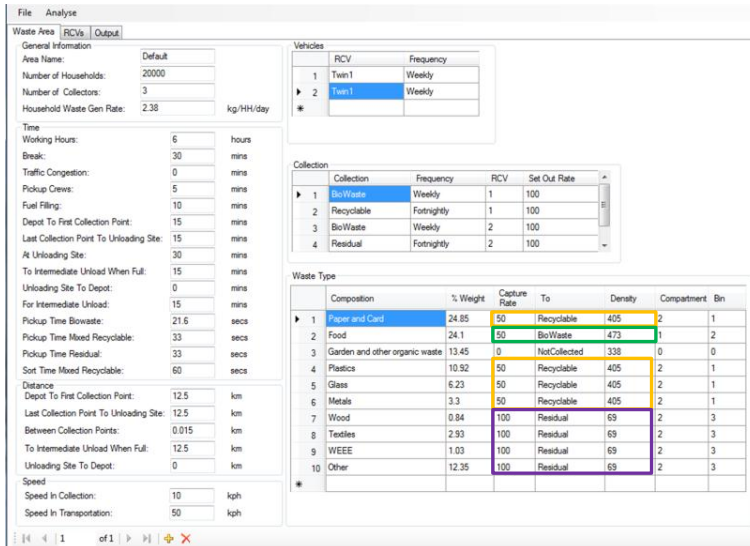 File Analyse
Waste Area RCVs Output
General Information
Area Name: Default
Number of Households: 20000
Number of Collectors: 3
Household Waste Gen Rate: 2.38 kg/HH/day
Time
Working Hours: 6 hours
Break: 30 mins
Traffic Congestion: 0 mins
Pickup Crews: 5 mins
Fuel Filling: 10 mins
Depot To First Collection Point: 15 mins
Last Collection Point To Unloading Site: 15 mins
At Unloading Site: 30 mins
To Intermediate Unload When Full: 15 mins
Unloading Site To Depot: 0 mins
For Intermediate Unload: 15 mins
Pickup Time Biowaste: 21.6 secs
Pickup Time Mixed Recyclable: 33 secs
Pickup Time Residual: 33 secs
Sort Time Mixed Recyclable: 60 secs
Distance
Depot To First Collection Point: 12.5 km
Last Collection Point To Unloading Site: 12.5 km
Between Collection Points: 0.015 km
To Intermediate Unload When Full: 12.5 km
Unloading Site To Depot: 0 km
Speed
Speed In Collection: 10 kph
Speed In Transportation: 50 kph
1 of 1
Vehicles
RCV Frequency
1 Twin1 Weekly
2 Twin1 Weekly
Collection
Collection Frequency RCV Set Out Rate
1 BioWaste Weekly 1 100
2 Recyclable Fortnightly 1 100
3 BioWaste Weekly 2 100
4 Residual Fortnightly 2 100
Waste Type
Composition % Weight Capture Rate To Density Compartment Bin
1 Paper and Card 24.85 50 Recyclable 405 2 1
2 Food 24.1 50 BioWaste 473 1 2
3 Garden and other organic waste 13.45 0 NotCollected 338 0 0
4 Plastics 10.92 50 Recyclable 405 2 1
5 Glass 6.23 50 Recyclable 405 2 1
6 Metals 3.3 50 Recyclable 405 2 1
7 Wood 0.84 100 Residual 69 2 3
8 Textiles 2.93 100 Residual 69 2 3
9 WEEE 1.03 100 Residual 69 2 3
10 Other 12.35 100 Residual 69 2 3